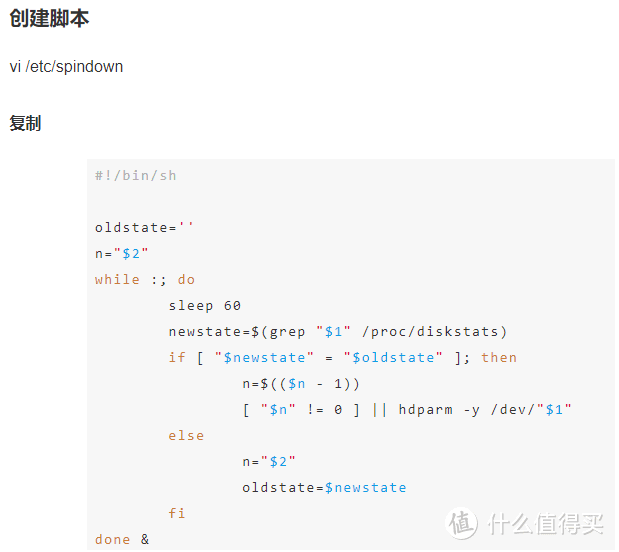 创建脚本
vi /etc/spindown
复制
#!/bin/sh
oldstate=''
n="$2"
while :; do
sleep 60
newstate=$(grep "$1" /proc/diskstats)
if [ "$newstate" = "$oldstate" ]; then
n=$(($n - 1))
[ "$n" != 0 ] || hdparm -y /dev/"$1"
else
n="$2"
oldstate=$newstate
fi
done &
值 什么值得买